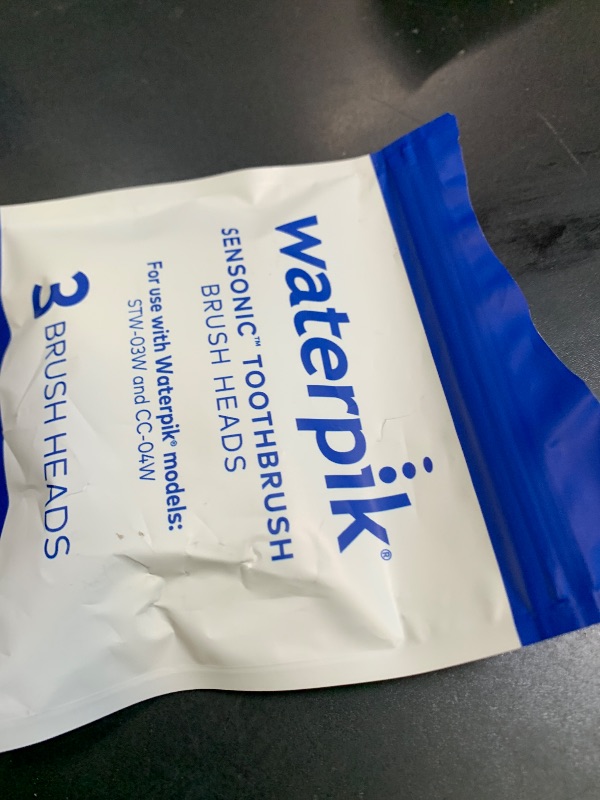 waterpik®
SENSONIC™ TOOTHBRUSH
BRUSH HEADS
For use with Waterpik® models:
STW-03W and CC-04W
3 BRUSH HEADS